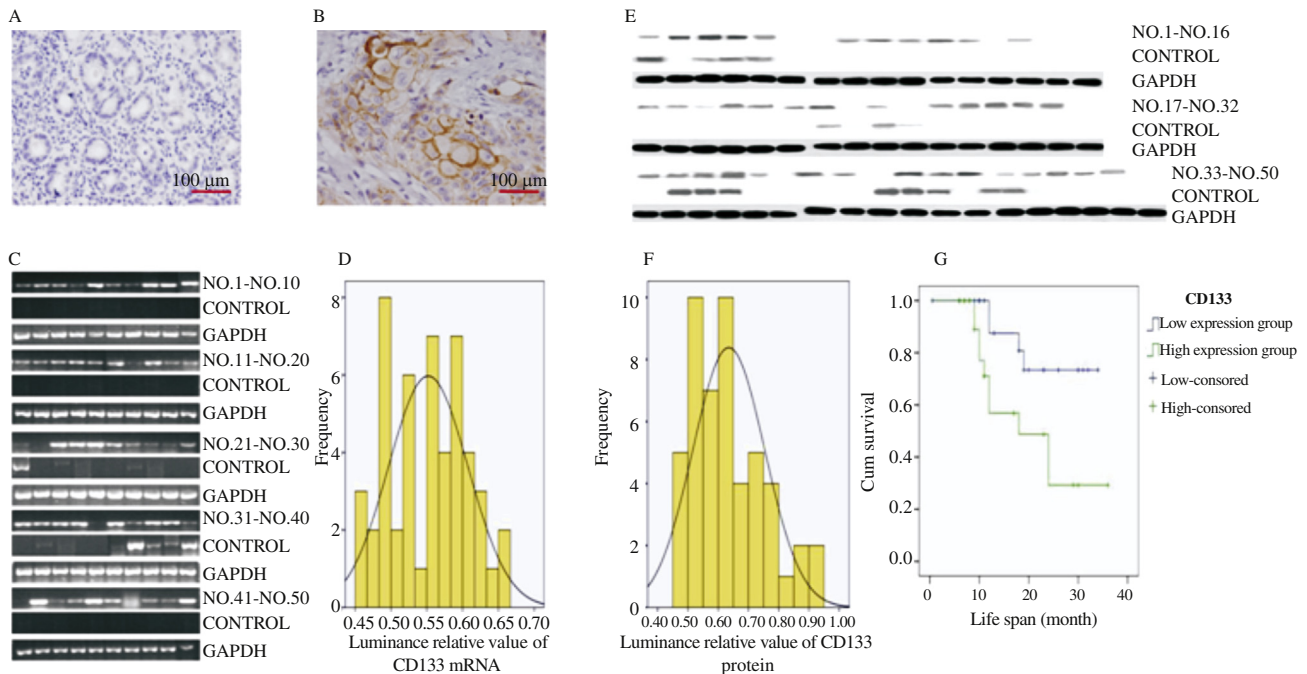 A
B
100 μm
100 μm
E
NO.1-NO.16
CONTROL
GAPDH
NO.17-NO.32
CONTROL
GAPDH
NO.33-NO.50
CONTROL
GAPDH
C
NO.1-NO.10
CONTROL
GAPDH
NO.11-NO.20
CONTROL
GAPDH
NO.21-NO.30
CONTROL
GAPDH
NO.31-NO.40
CONTROL
GAPDH
NO.41-NO.50
CONTROL
GAPDH
D
Frequency
8
6
4
2
0
0.45 0.50 0.55 0.60 0.65 0.70
Luminance relative value of
CD133 mRNA
F
Frequency
10
8
6
4
2
0
0.40 0.50 0.60 0.70 0.80 0.90 1.00
Luminance relative value of CD133
protein
G
Cum survival
1.0
0.8
0.6
0.4
0.2
0.0
0 10 20 30 40
Life span (month)
CD133
Low expression group
High expression group
Low-consored
High-consored